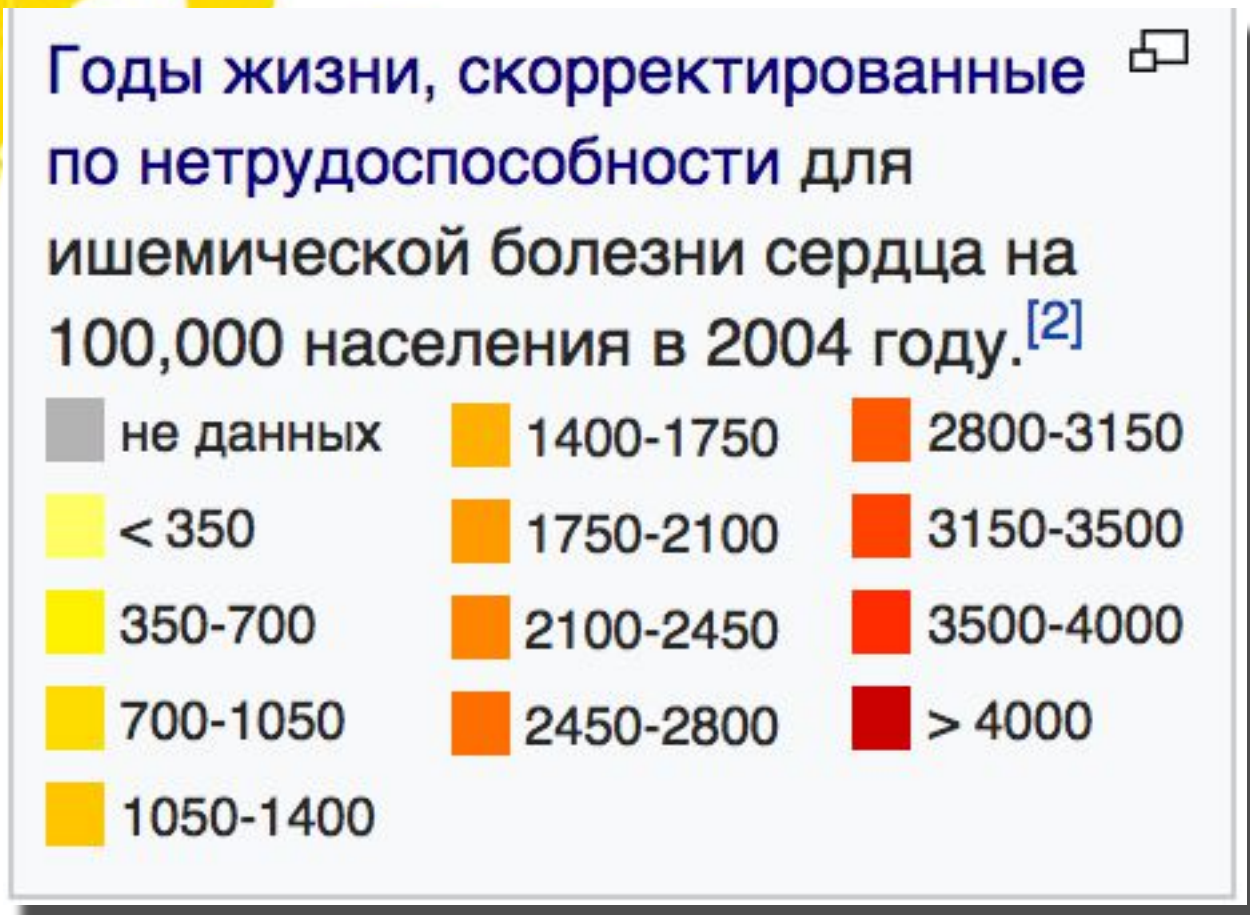 Годы жизни, скорректированные
по нетрудоспособности для
ишемической болезни сердца на
100,000 населения в 2004 году.[2]
не данных
< 350
350-700
700-1050
1050-1400
1400-1750
1750-2100
2100-2450
2450-2800
2800-3150
3150-3500
3500-4000
> 4000